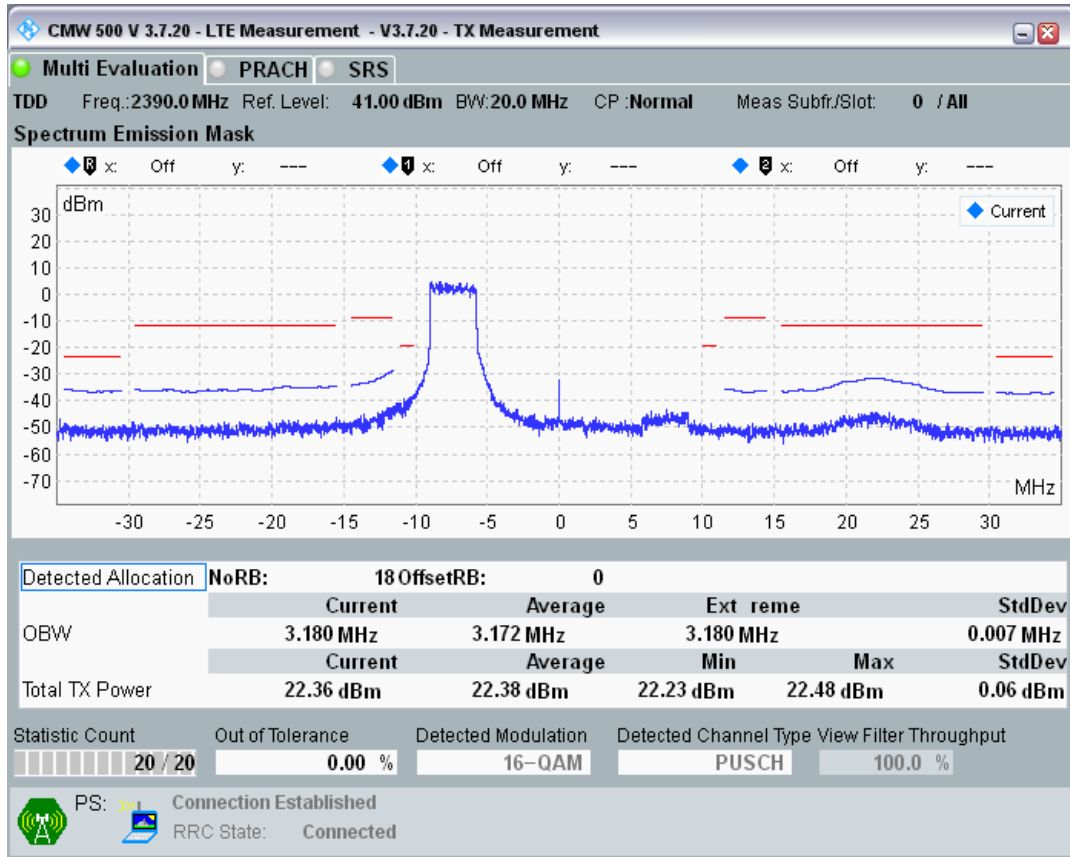 CMW 500 V 3.7.20 - LTE Measurement - V3.7.20 - TX Measurement
Multi Evaluation PRACH SRS
TDD Freq.:2390.0 MHz Ref. Level: 41.00 dBm BW:20.0 MHz CP :Normal Meas Subfr./Slot: 0 / All
Spectrum Emission Mask
R x: Off y: --- 1 x: Off y: --- 2 x: Off y: ---
dBm
Current
30
20
10
0
-10
-20
-30
-40
-50
-60
-70
MHz
-30 -25 -20 -15 -10 -5 0 5 10 15 20 25 30
Detected Allocation NoRB: 18 OffsetRB: 0
Current Average Ext reme StdDev
OBW 3.180 MHz 3.172 MHz 3.180 MHz 0.007 MHz
Current Average Min Max StdDev
Total TX Power 22.36 dBm 22.38 dBm 22.23 dBm 22.48 dBm 0.06 dBm
Statistic Count Out of Tolerance Detected Modulation Detected Channel Type View Filter Throughput
20 / 20 0.00 % 16-QAM PUSCH 100.0 %
PS: Connection Established
RRC State: Connected